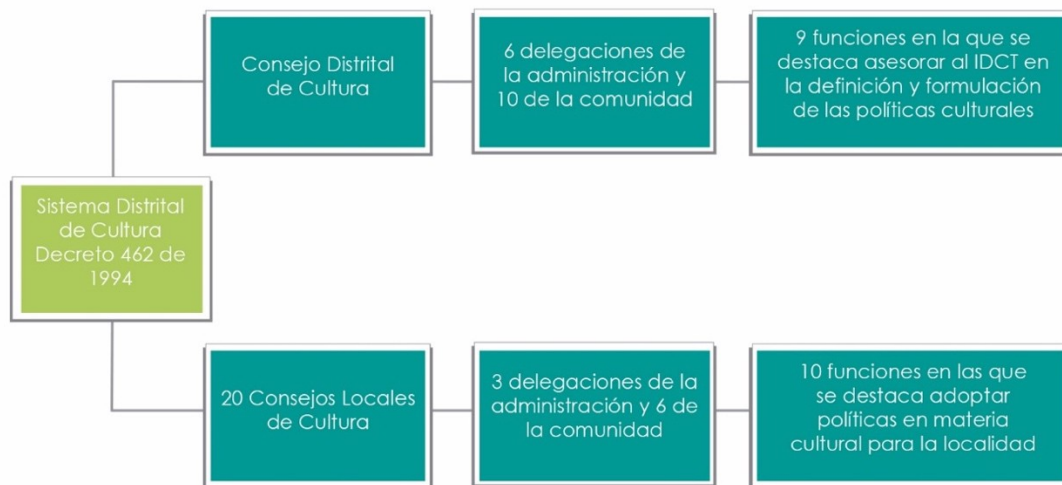 Sistema Distrital
de Cultura
Decreto 462 de
1994
Consejo Distrital
de Cultura
6 delegaciones de
la administración y
10 de la comunidad
9 funciones en la que se
destaca asesorar al IDCT en
la definición y formulación
de las políticas culturales
20 Consejos Locales
de Cultura
3 delegaciones de la
administración y 6 de
la comunidad
10 funciones en las que
se destaca adoptar
políticas en materia
cultural para la localidad